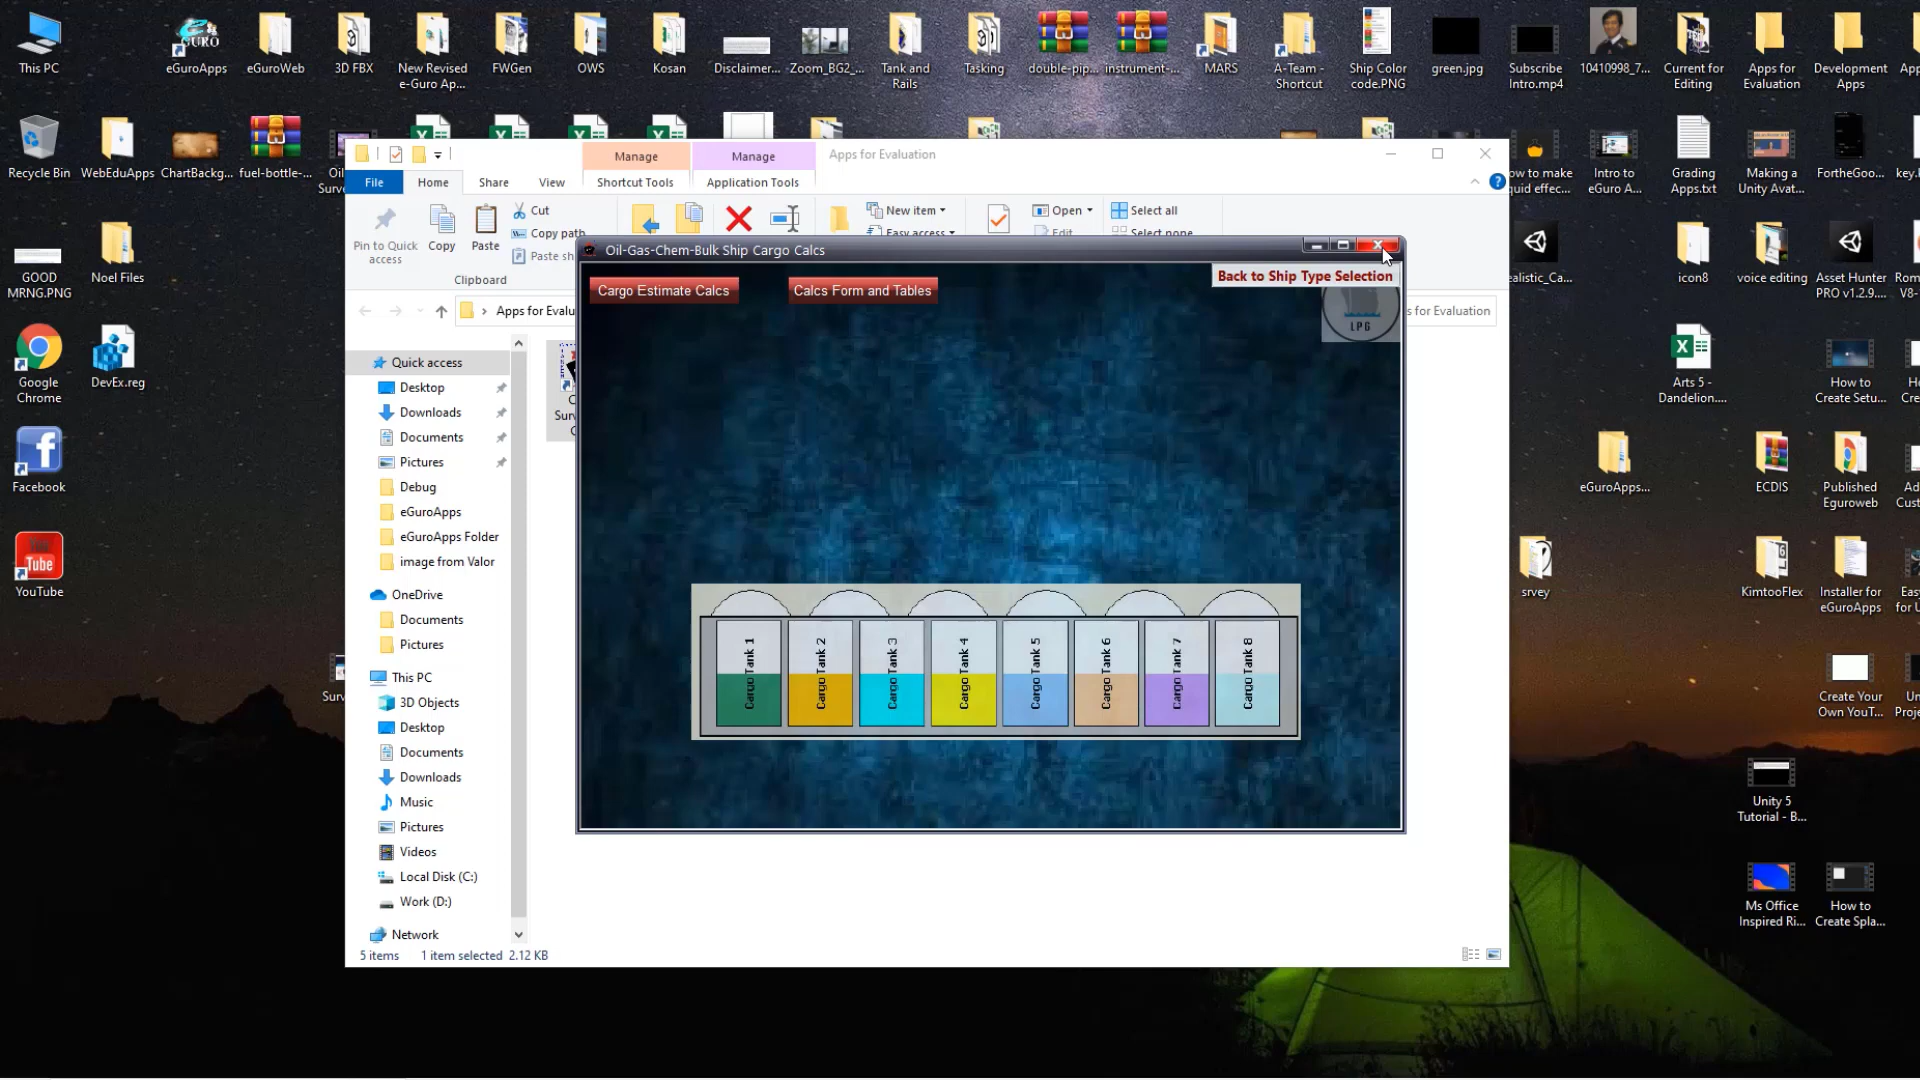 This PC
eGuroApps
eGuroWeb
3D FBX
New Revised
e-Guro Ap...
FWGen
OWS
Kosan
Disclaimer...
Zoom_BG2_...
Tank and
Rails
Tasking
double-pip...
instrument-...
MARS
A-Team -
Shortcut
Ship Color
code.PNG
green.jpg
Subscribe
Intro.mp4
10410998_7...
Current for
Editing
Apps for
Evaluation
Development
Apps
Recycle Bin
WebEduApps
ChartBackg...
fuel-bottle-...
Intro to
eGuro A...
Grading
Apps.txt
Making a
Unity Avat...
FortheGoo...
Manage
Manage
Apps for Evaluation
File
Home
Share
View
Shortcut Tools
Application Tools
Pin to Quick
access
Copy
Paste
Cut
Copy path
Clipboard
New item
Easy access
Open
Edit
Select all
Select none
Oil-Gas-Chem-Bulk Ship Cargo Calcs
Cargo Estimate Calcs
Calcs Form and Tables
Back to Ship Type Selection
LPG
Cargo Tank 1
Cargo Tank 2
Cargo Tank 3
Cargo Tank 4
Cargo Tank 5
Cargo Tank 6
Cargo Tank 7
Cargo Tank 8
GOOD
MRNG.PNG
Noel Files
icon8
voice editing
Asset Hunter
PRO v1.2.9....
Quick access
Desktop
Downloads
Documents
Pictures
Debug
eGuroApps
eGuroApps Folder
image from Valor
OneDrive
Documents
Pictures
This PC
3D Objects
Desktop
Documents
Downloads
Music
Pictures
Videos
Local Disk (C:)
Work (D:)
Network
5 items
1 item selected 2.12 KB
Google
Chrome
DevEx.reg
Arts 5 -
Dandelion....
How to
Create Setu...
Facebook
eGuroApps...
ECDIS
Published
Eguroweb
YouTube
srvey
KimtooFlex
Installer for
eGuroApps
Create Your
Own YouT...
Unity 5
Tutorial - B...
Ms Office
Inspired Ri...
How to
Create Spla...